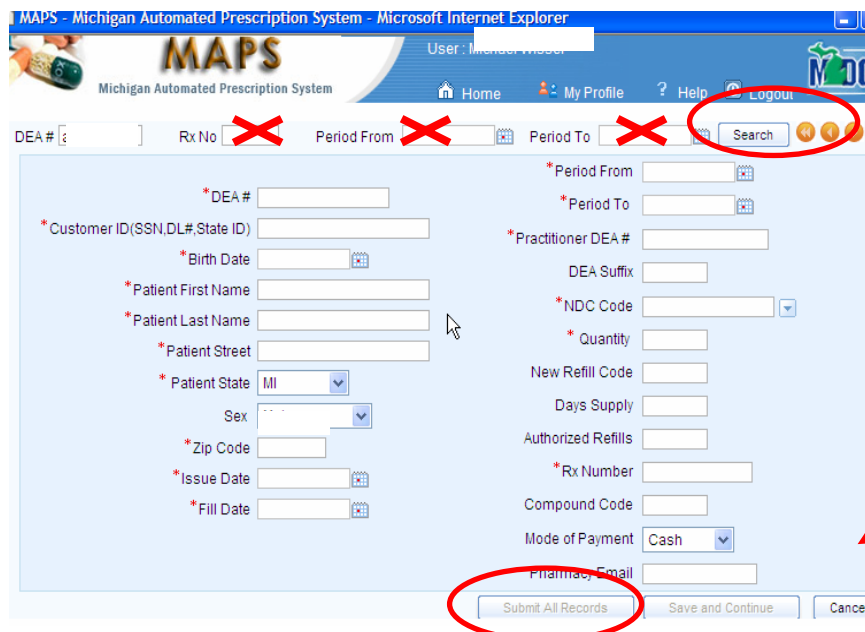 MAPS - Michigan Automated Prescription System - Microsoft Internet Explorer
MAPS
Michigan Automated Prescription System
User :
Home My Profile ? Help Logout
DEA # Rx No Period From Period To Search
*DEA #
*Customer ID(SSN,DL#,State ID)
*Birth Date
*Patient First Name
*Patient Last Name
*Patient Street
* Patient State MI
Sex
*Zip Code
*Issue Date
*Fill Date
*Period From
*Period To
*Practitioner DEA #
DEA Suffix
*NDC Code
* Quantity
New Refill Code
Days Supply
Authorized Refills
*Rx Number
Compound Code
Mode of Payment Cash
Pharmacy Email
Submit All Records Save and Continue Cance